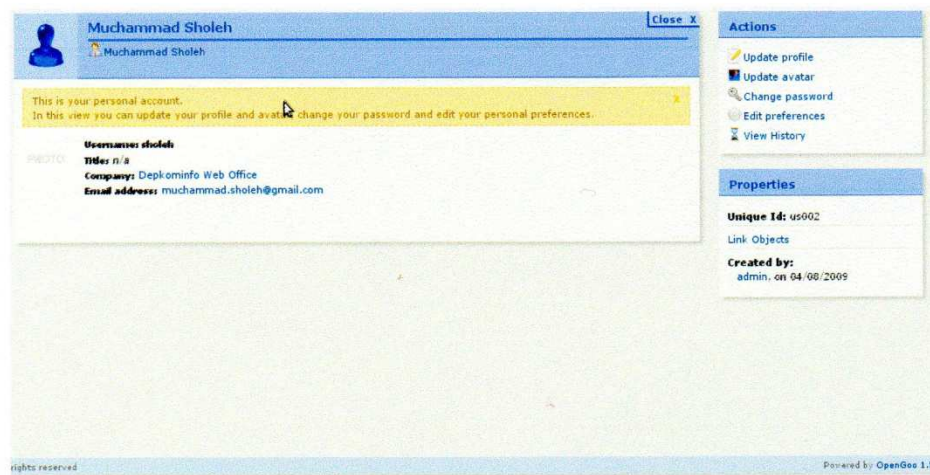 Muchammad Sholeh
Close X
Muchammad Sholeh
This is your personal account.
In this view you can update your profile and avatar, change your password and edit your personal preferences.
PHOTO
Username: sholeh
Title: n/a
Company: Depkominfo Web Office
Email address: muchammad.sholeh@gmail.com
Actions
Update profile
Update avatar
Change password
Edit preferences
View History
Properties
Unique Id: us002
Link Objects
Created by:
admin. on 04/08/2009
rights reserved
Powered by OpenGoo 1.